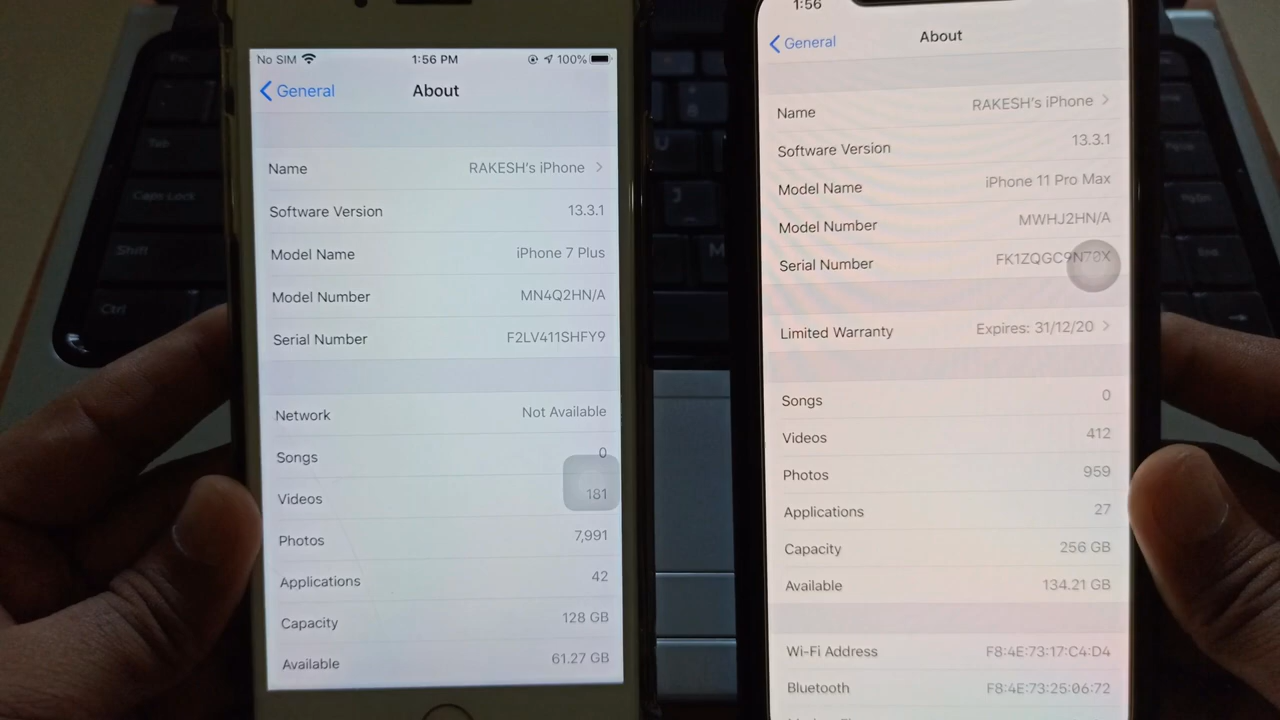 No SIM 1:56 PM 100%
General About
Name RAKESH's iPhone
Software Version 13.3.1
Model Name iPhone 7 Plus
Model Number MN4Q2HN/A
Serial Number F2LV411SHFY9
Network Not Available
Songs 0
Videos 181
Photos 7,991
Applications 42
Capacity 128 GB
Available 61.27 GB
1:56
General About
Name RAKESH's iPhone
Software Version 13.3.1
Model Name iPhone 11 Pro Max
Model Number MWHJ2HN/A
Serial Number
Limited Warranty Expires: 31/12/20
Songs 0
Videos 412
Photos 959
Applications 27
Capacity 256 GB
Available 134.21 GB
Wi-Fi Address F8:4E:73:17:C4:D4
Bluetooth F8:4E:73:25:06:72
Tab
Caps Lock
Shift
Ctrl
U
J
M